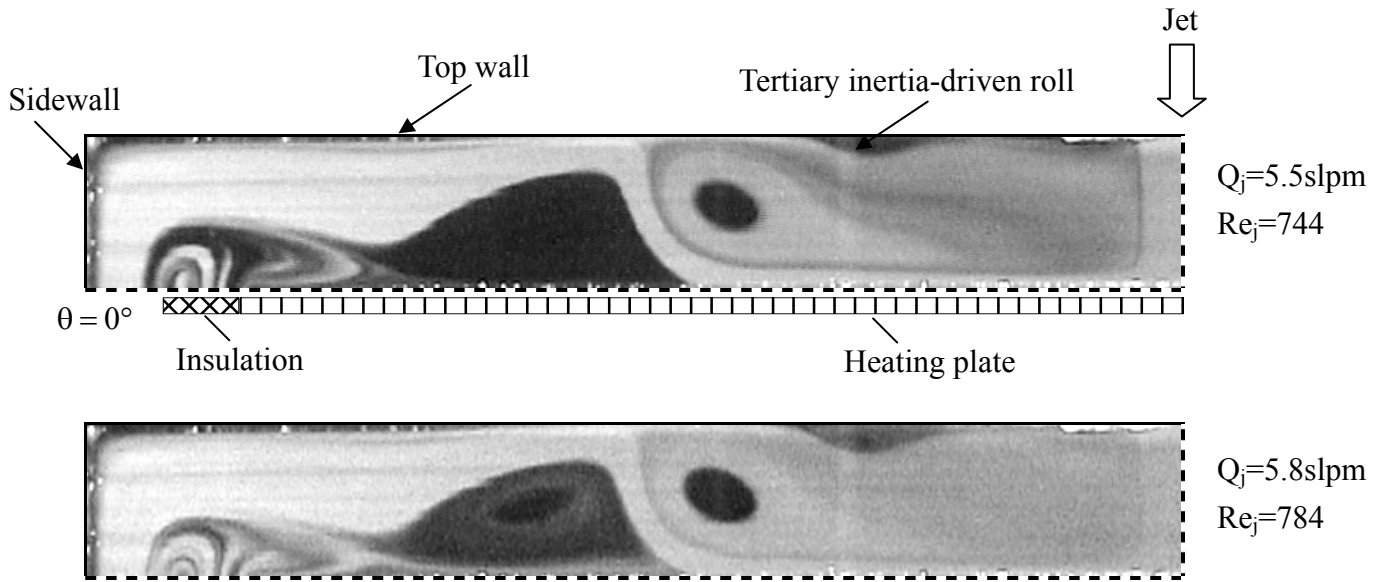 Jet
Top wall
Tertiary inertia-driven roll
Sidewall
Qj=5.5slpm
Rej=744
θ = 0°
Insulation
Heating plate
Qj=5.8slpm
Rej=784